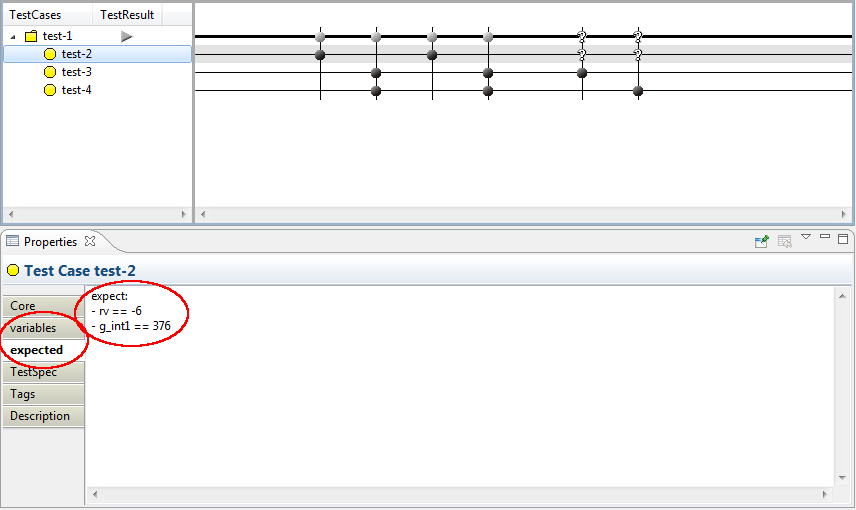 TestCases TestResult
test-1
test-2
test-3
test-4
Properties
Test Case test-2
Core
variables
expected
TestSpec
Tags
Description
expect:
- rv == -6
- g_int1 == 376